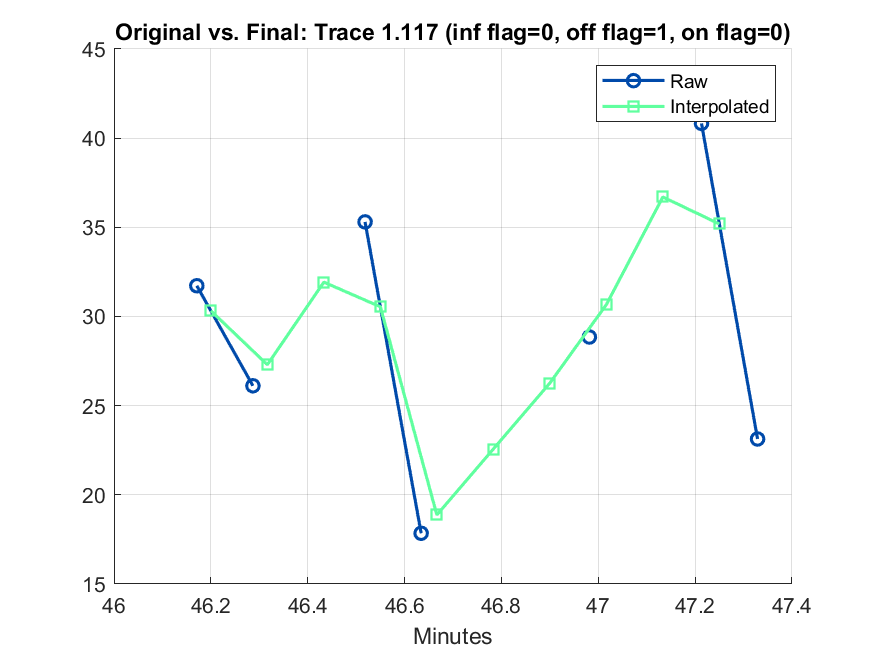 Original vs. Final: Trace 1.117 (inf flag=0, off flag=1, on flag=0)
45
40
35
30
25
20
15
Raw
Interpolated
46 46.2 46.4 46.6 46.8 47 47.2 47.4
Minutes